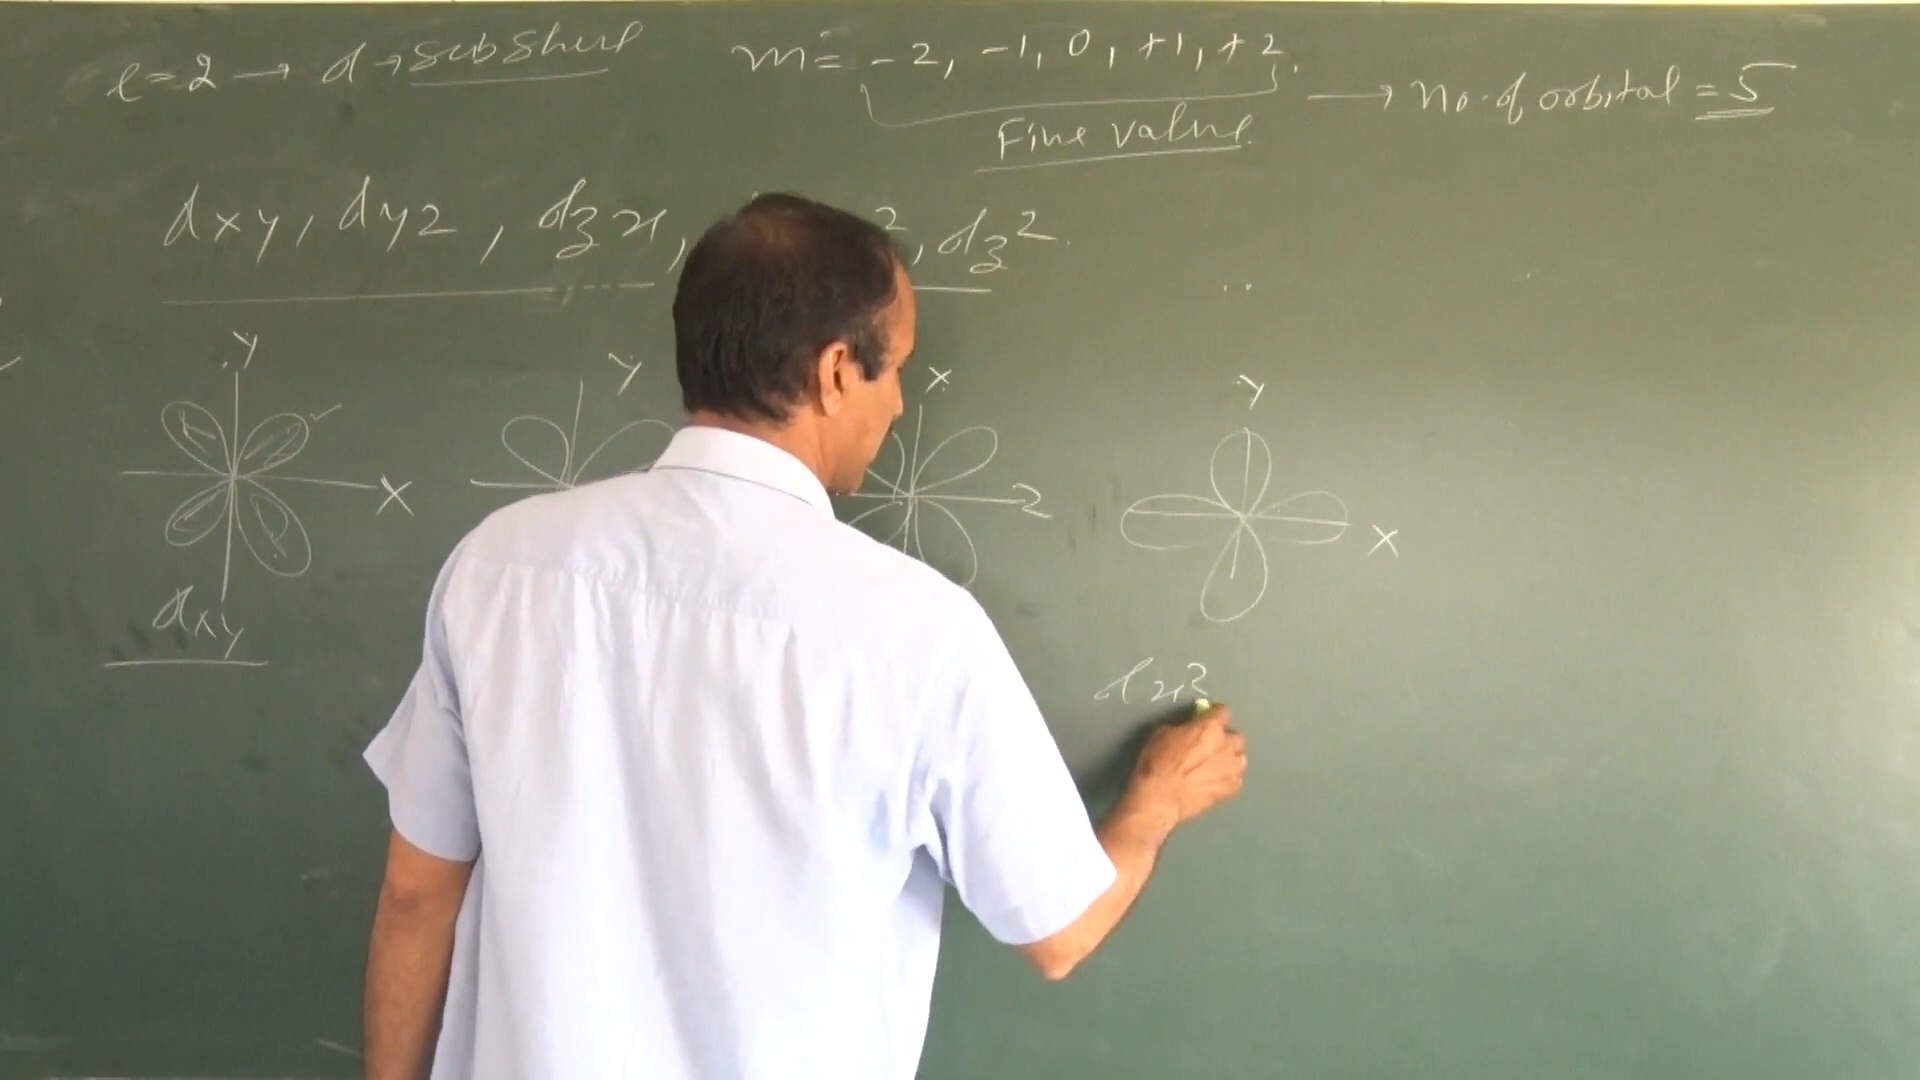 l=2 → d → subshell m = -2, -1, 0, +1, +2. → no. of orbital = 5
Five value.
dxy, dyz, dzx, 2, dz2.
Y
Y
X
Y
X
Z
X
dxy
dx2